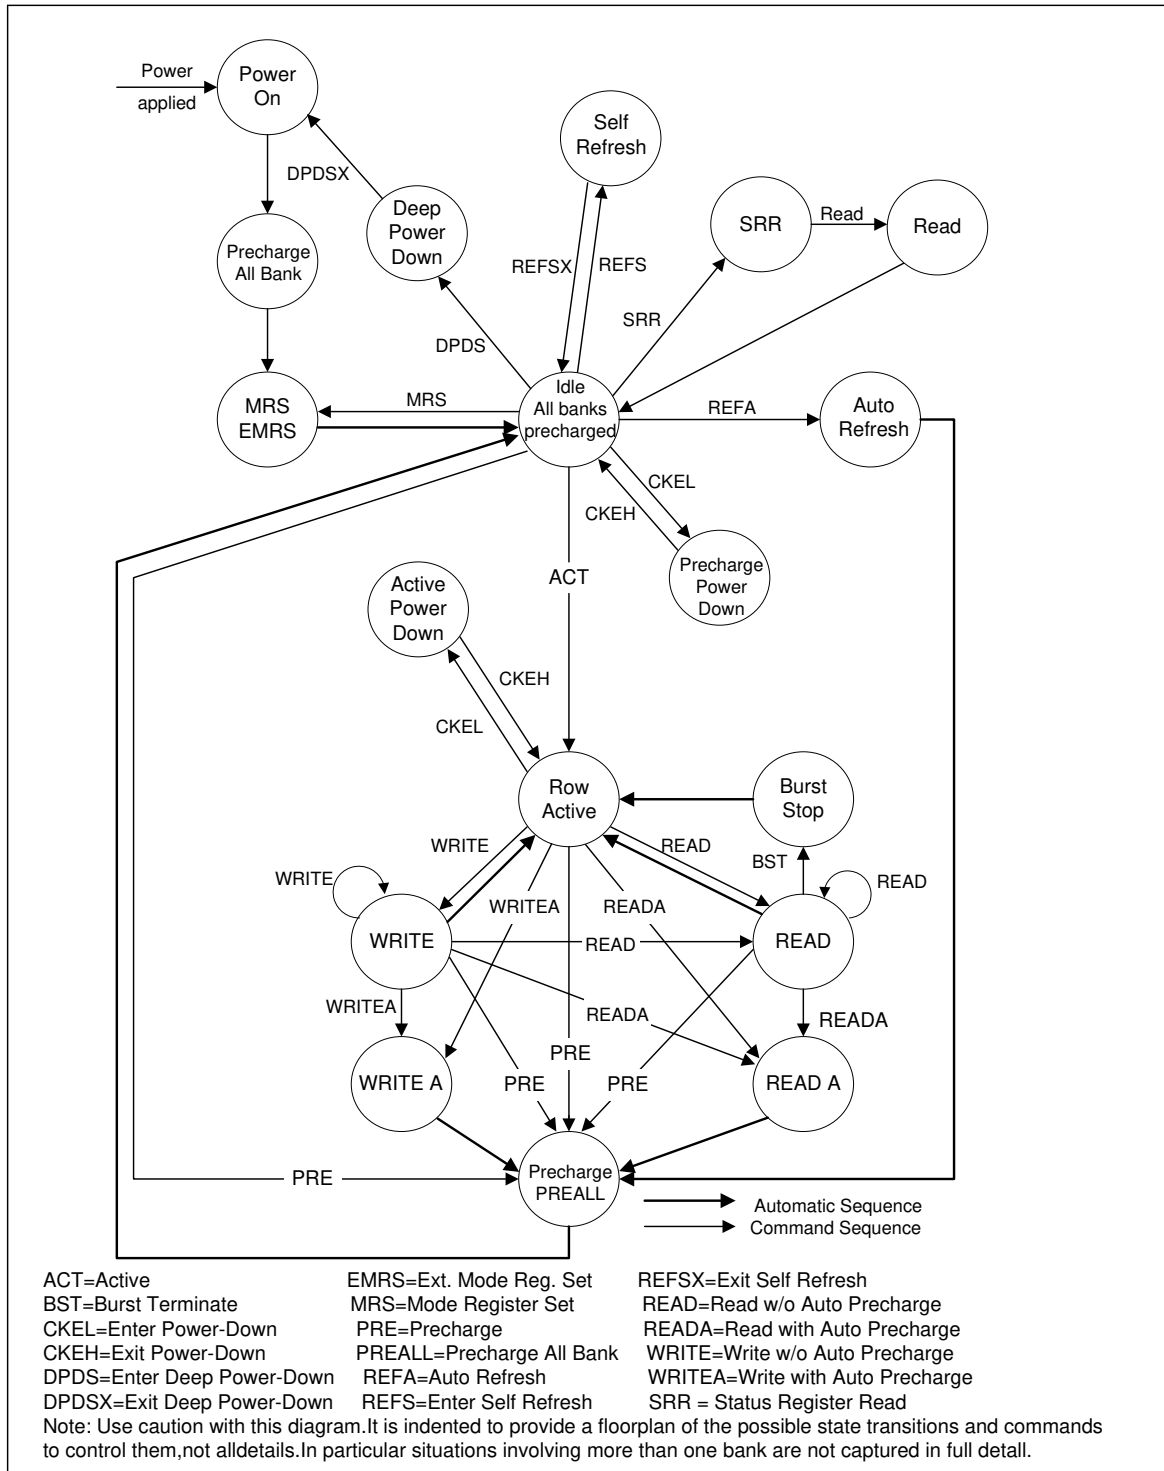 Power
applied
Power
On
Self
Refresh
DPDSX
Deep
Power
Down
SRR
Read
Read
Precharge
All Bank
REFSX
REFS
SRR
DPDS
MRS
EMRS
MRS
Idle
All banks
precharged
REFA
Auto
Refresh
CKEL
CKEH
Precharge
Power
Down
ACT
Active
Power
Down
CKEH
CKEL
Row
Active
Burst
Stop
WRITE
READ
BST
WRITE
READ
WRITEA
READA
WRITE
READ
READ
WRITEA
READA
READA
PRE
WRITE A
PRE
PRE
READ A
PRE
Precharge
PREALL
Automatic Sequence
Command Sequence
ACT=Active EMRS=Ext. Mode Reg. Set REFSX=Exit Self Refresh
BST=Burst Terminate MRS=Mode Register Set READ=Read w/o Auto Precharge
CKEL=Enter Power-Down PRE=Precharge READA=Read with Auto Precharge
CKEH=Exit Power-Down PREALL=Precharge All Bank WRITE=Write w/o Auto Precharge
DPDS=Enter Deep Power-Down REFA=Auto Refresh WRITEA=Write with Auto Precharge
DPDSX=Exit Deep Power-Down REFS=Enter Self Refresh SRR = Status Register Read
Note: Use caution with this diagram.It is indented to provide a floorplan of the possible state transitions and commands
to control them,not alldetails.In particular situations involving more than one bank are not captured in full detall.